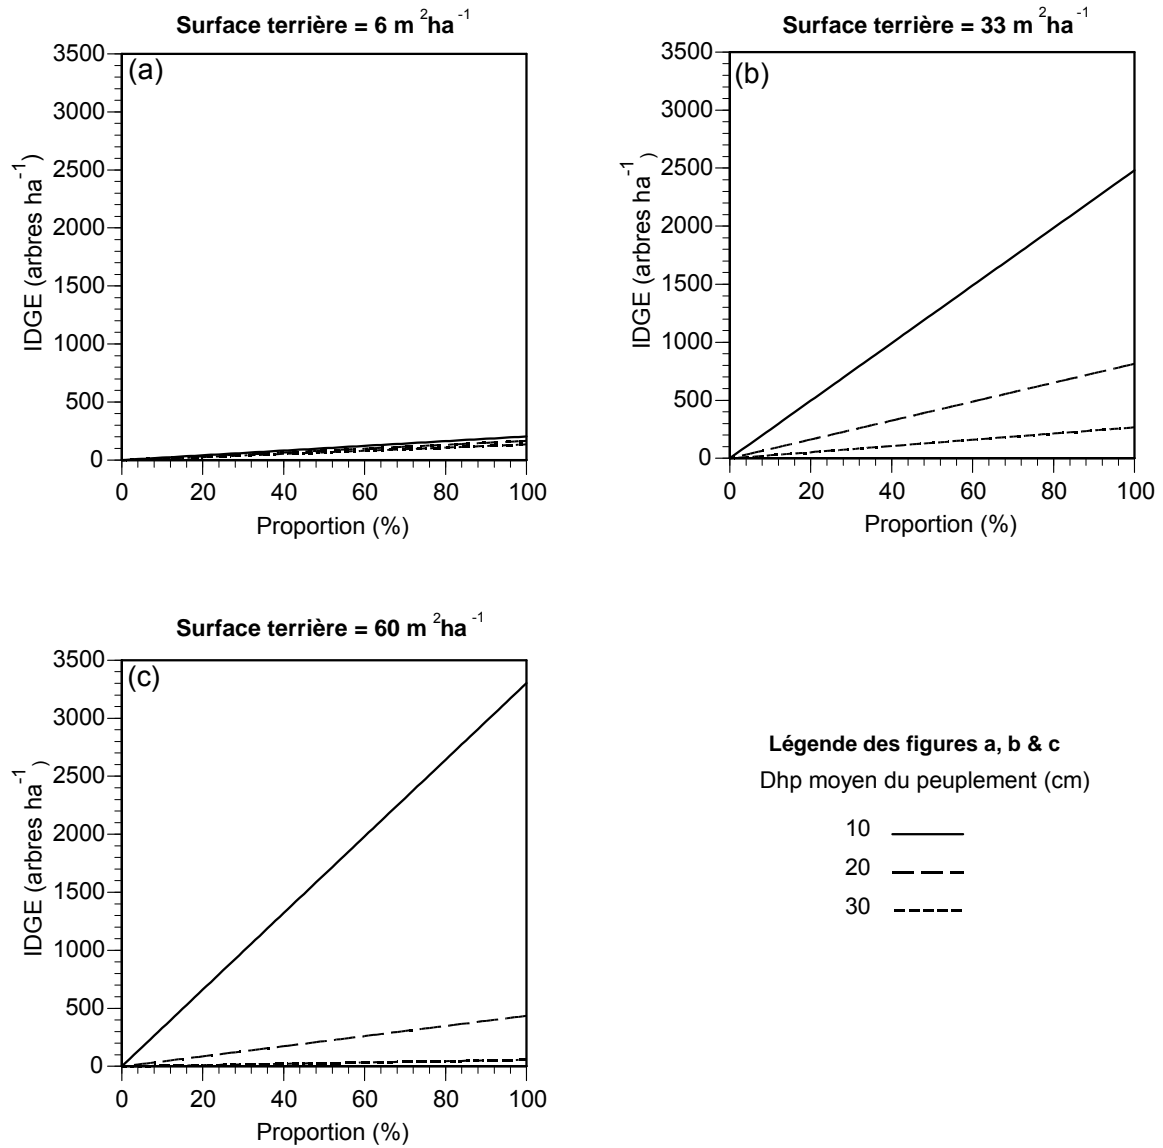 Surface terrière = 6 m²ha⁻¹
(a)
3500
3000
2500
2000
1500
1000
500
0
IDGE (arbres ha⁻¹)
0 20 40 60 80 100
Proportion (%)
Surface terrière = 33 m²ha⁻¹
(b)
3500
3000
2500
2000
1500
1000
500
0
IDGE (arbres ha⁻¹)
0 20 40 60 80 100
Proportion (%)
Surface terrière = 60 m²ha⁻¹
(c)
3500
3000
2500
2000
1500
1000
500
0
IDGE (arbres ha⁻¹)
0 20 40 60 80 100
Proportion (%)
Légende des figures a, b & c
Dhp moyen du peuplement (cm)
10
20
30